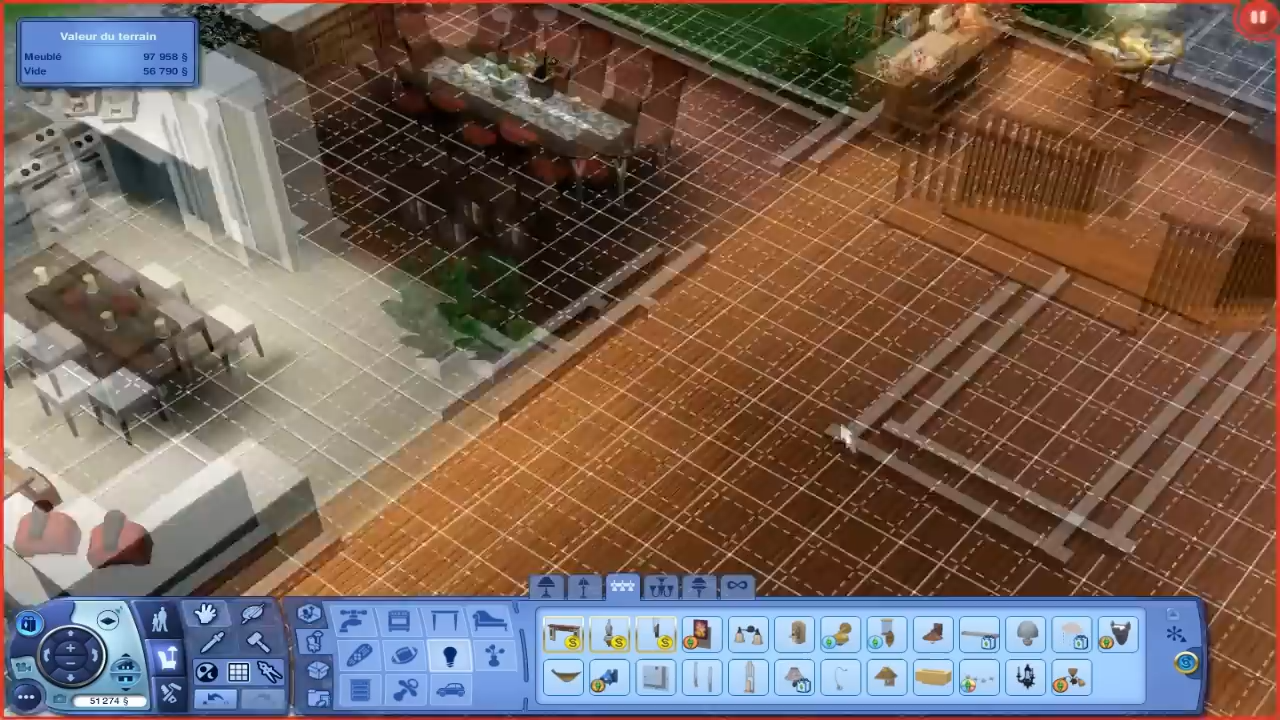 Valeur du terrain
Meublé 97 958 §
Vide 56 790 §
51 274 §